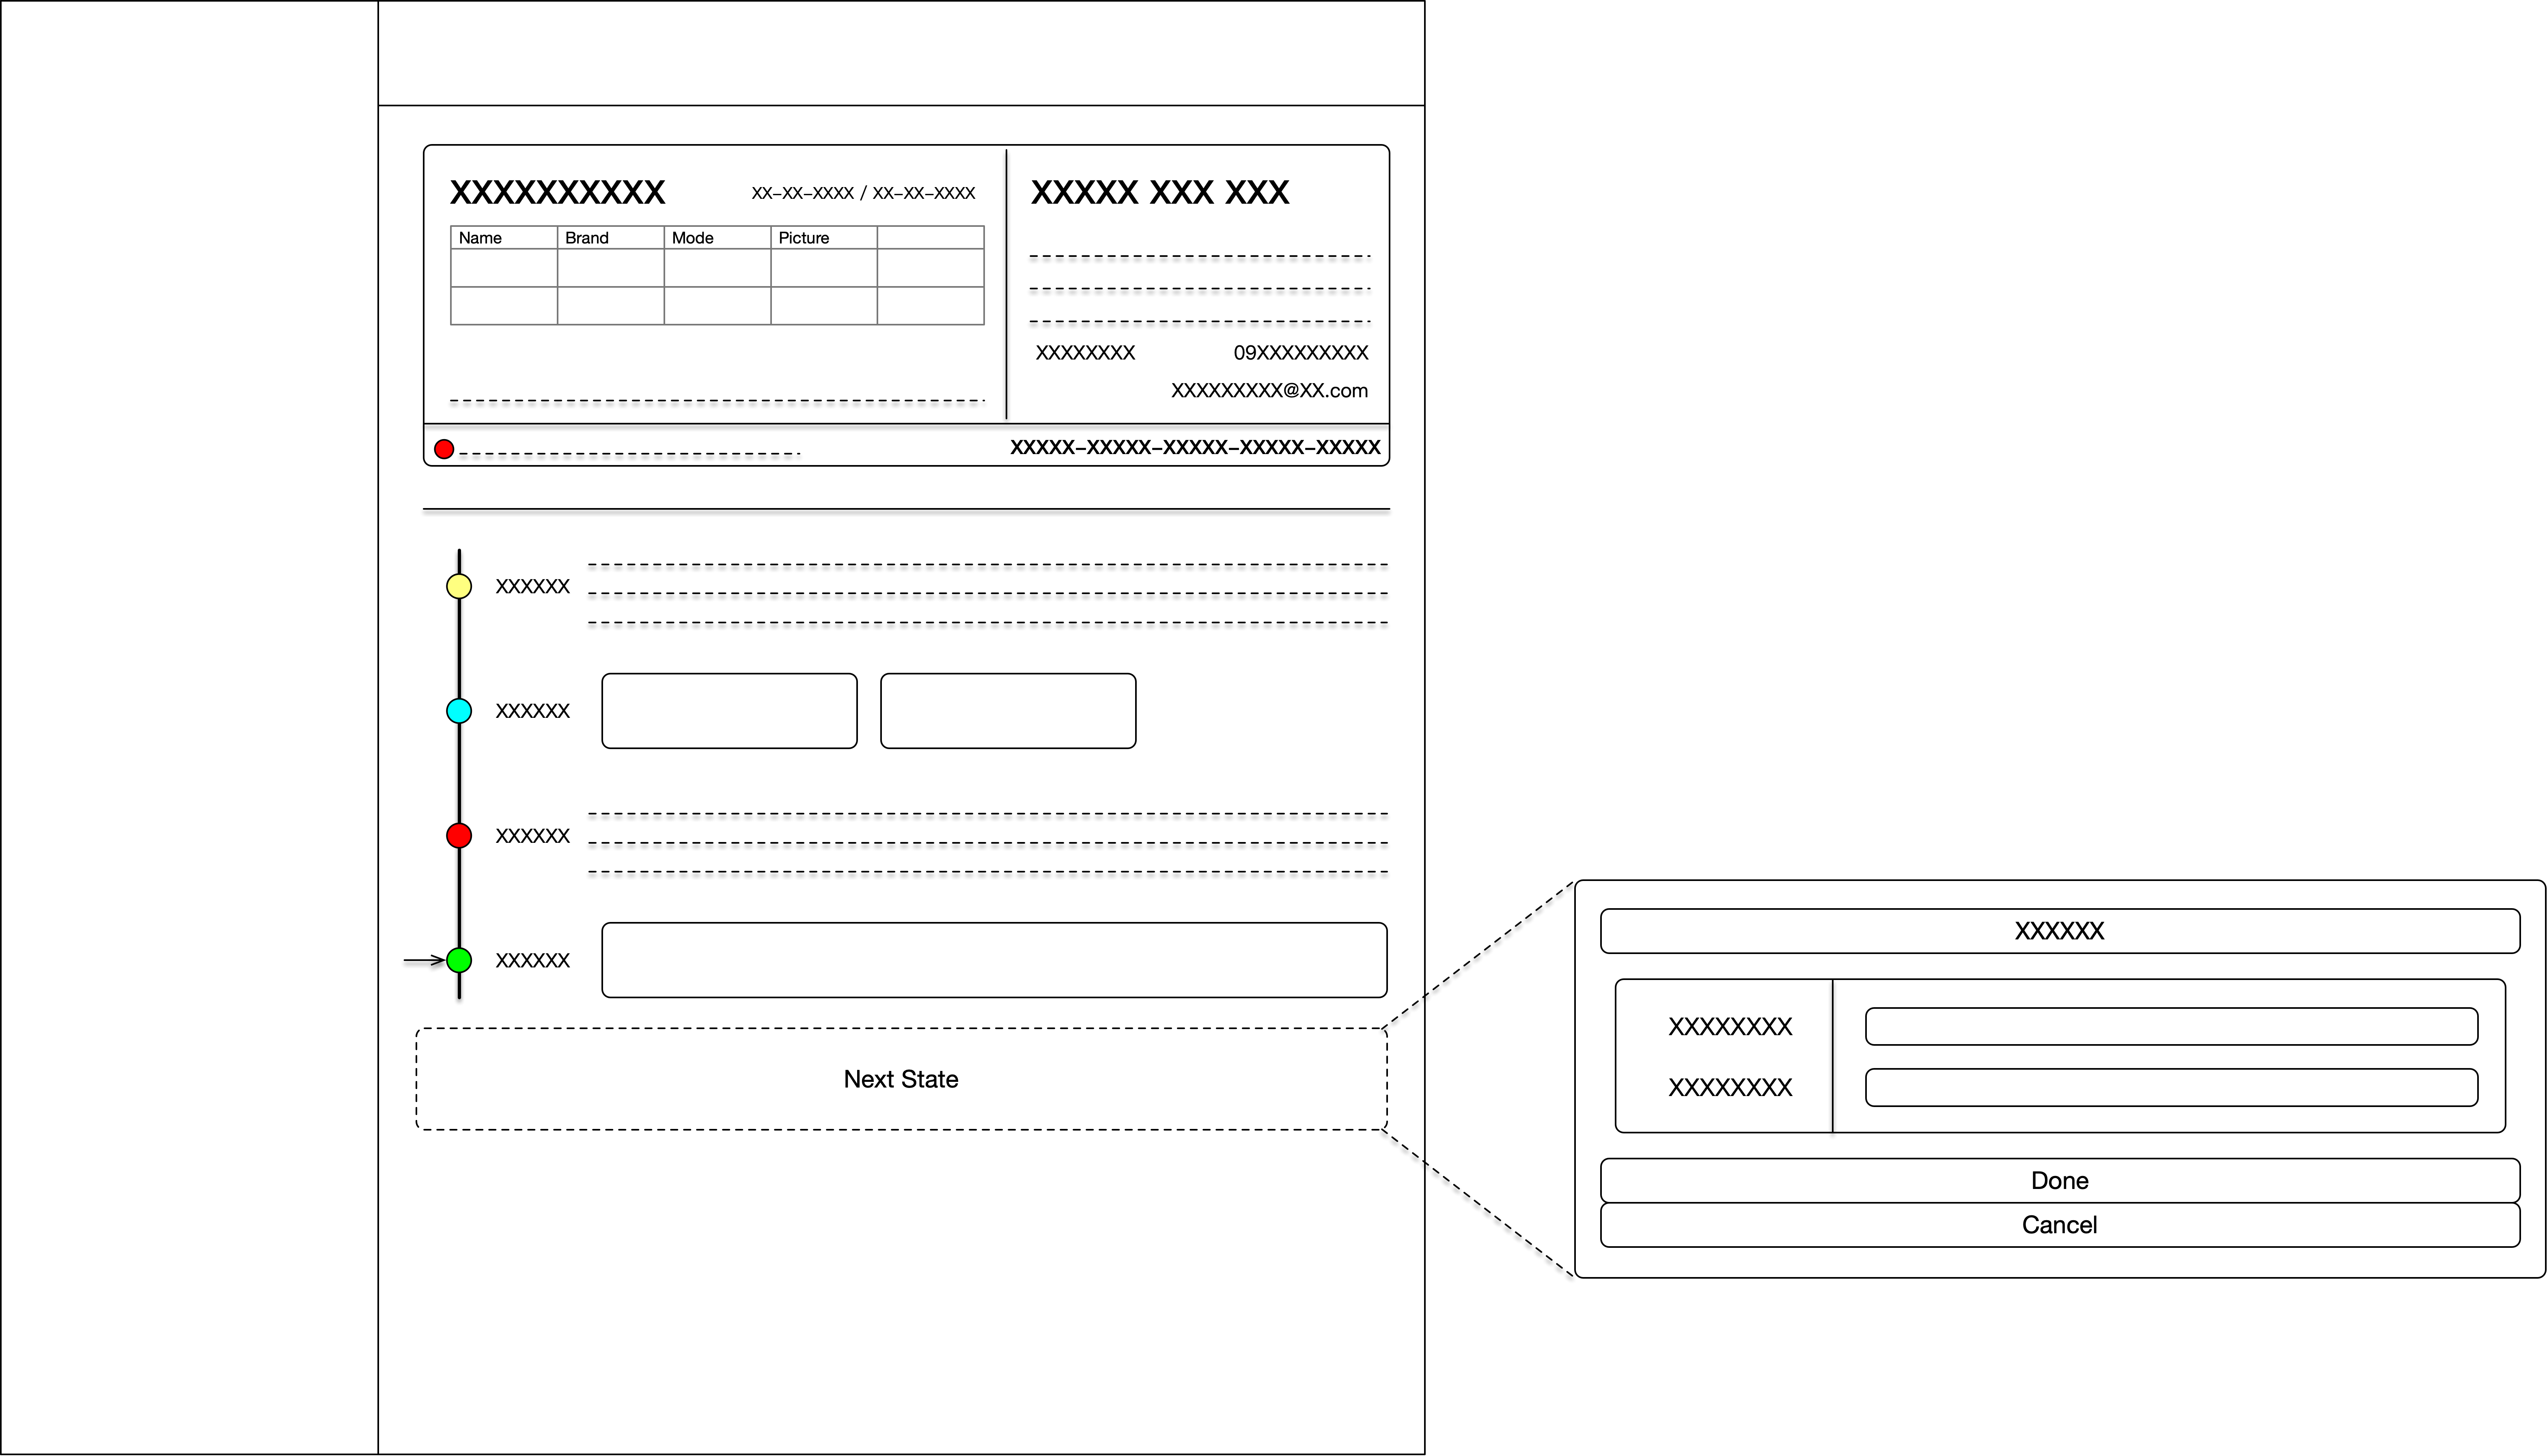 XXXXXXXXXX
XX-XX-XXXX / XX-XX-XXXX
Name Brand Mode Picture
XXXXX XXX XXX
XXXXXXXX 09XXXXXXXXX
XXXXXXXXX@XX.com
XXXXX-XXXXX-XXXXX-XXXXX-XXXXX
XXXXXX
XXXXXX
XXXXXX
XXXXXX
Next State
XXXXXX
XXXXXXXX
XXXXXXXX
Done
Cancel